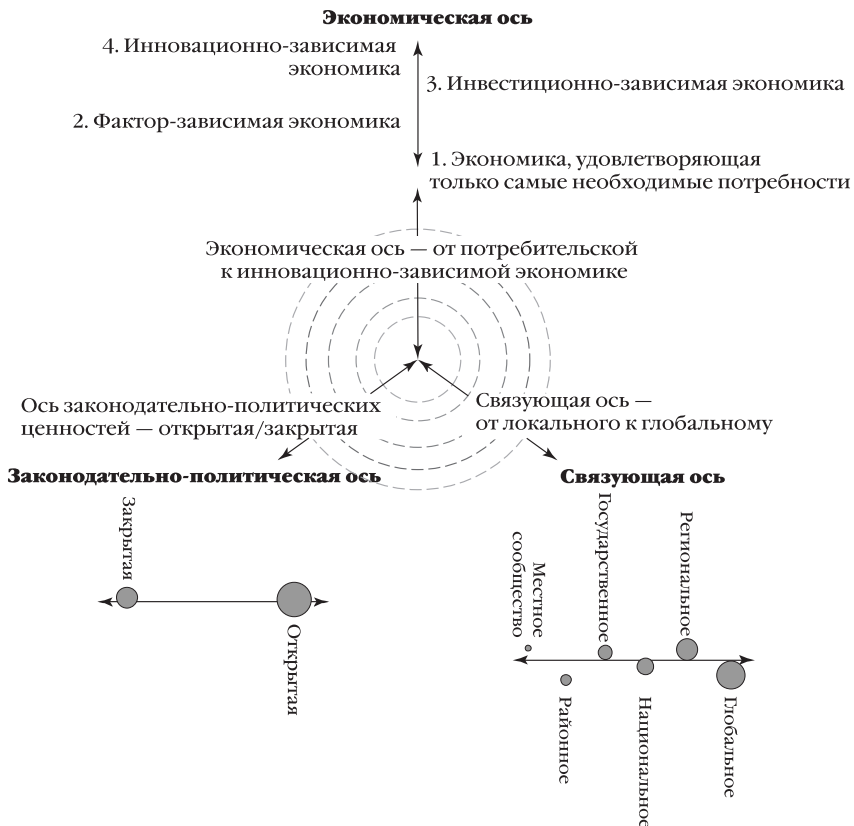 Экономическая ось
4. Инновационно-зависимая
экономика
3. Инвестиционно-зависимая экономика
2. Фактор-зависимая экономика
1. Экономика, удовлетворяющая
только самые необходимые потребности
Экономическая ось — от потребительской
к инновационно-зависимой экономике
Ось законодательно-политических
ценностей — открытая/закрытая
Связующая ось —
от локального к глобальному
Законодательно-политическая ось
Закрытая
Открытая
Связующая ось
Местное
сообщество
Районное
Государственное
Национальное
Региональное
Глобальное